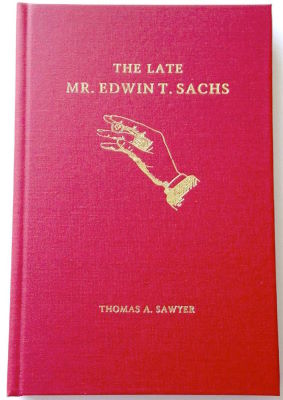 THE LATE
MR. EDWIN T. SACHS
THOMAS A. SAWYER